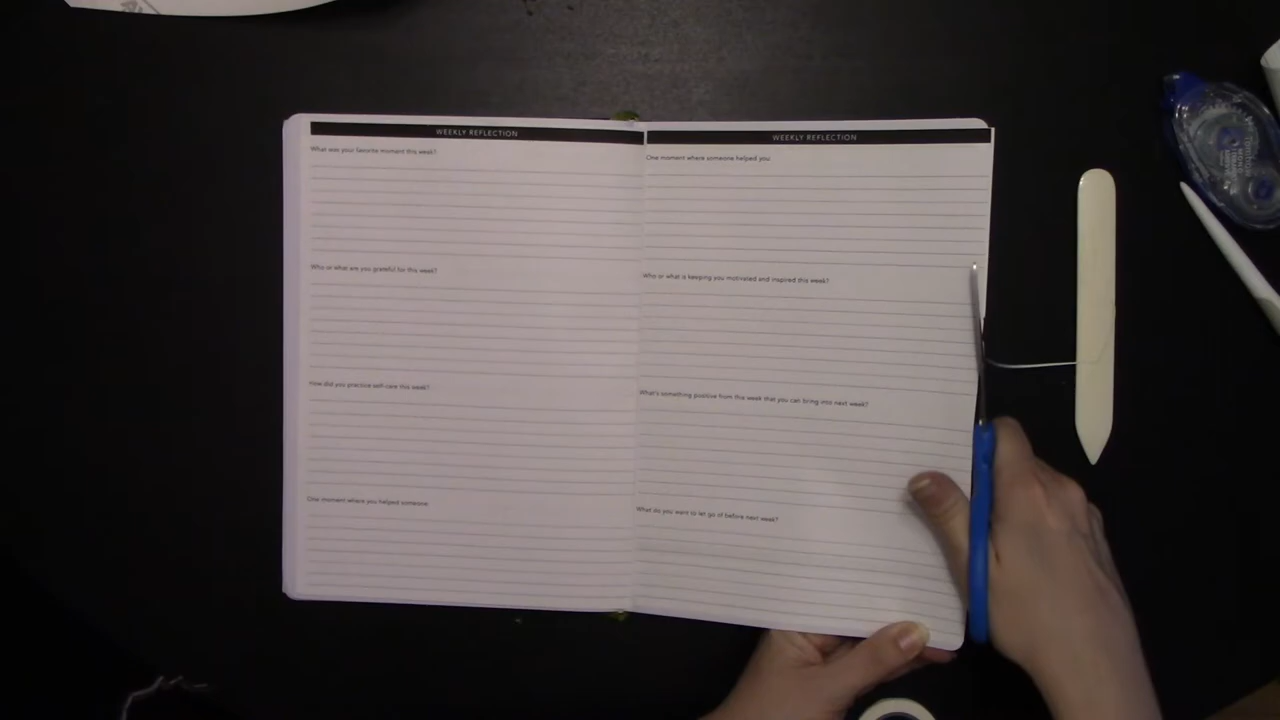 WEEKLY REFLECTION
What was your favorite moment this week?
Who or what are you grateful for this week?
How did you practice self-care this week?
One moment where you helped someone
WEEKLY REFLECTION
One moment where someone helped you
Who or what is keeping you motivated and inspired this week?
What's something positive from this week that you can bring into next week?
What do you want to let go of before next week?